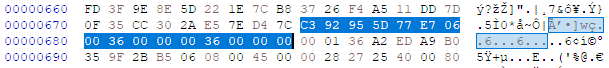 00000660 FD 3F 9E 8E 5D 22 1E 7C B8 37 26 F4 A5 11 DD 7D ý?žŽ]".|¸7&ô¥.Ý}
00000670 0F 35 CC 30 2A E5 7E D4 7C C3 92 95 5D 77 E7 06 .5Ì0*å~Ô|Ã’•]wç.
00000680 00 36 00 00 00 36 00 00 00 00 01 36 A2 ED A9 B0 .6...6.....6¢í©°
00000690 35 9F 2B B5 06 08 00 45 00 00 28 27 25 40 00 80 5Ÿ+µ...E..('%@.€